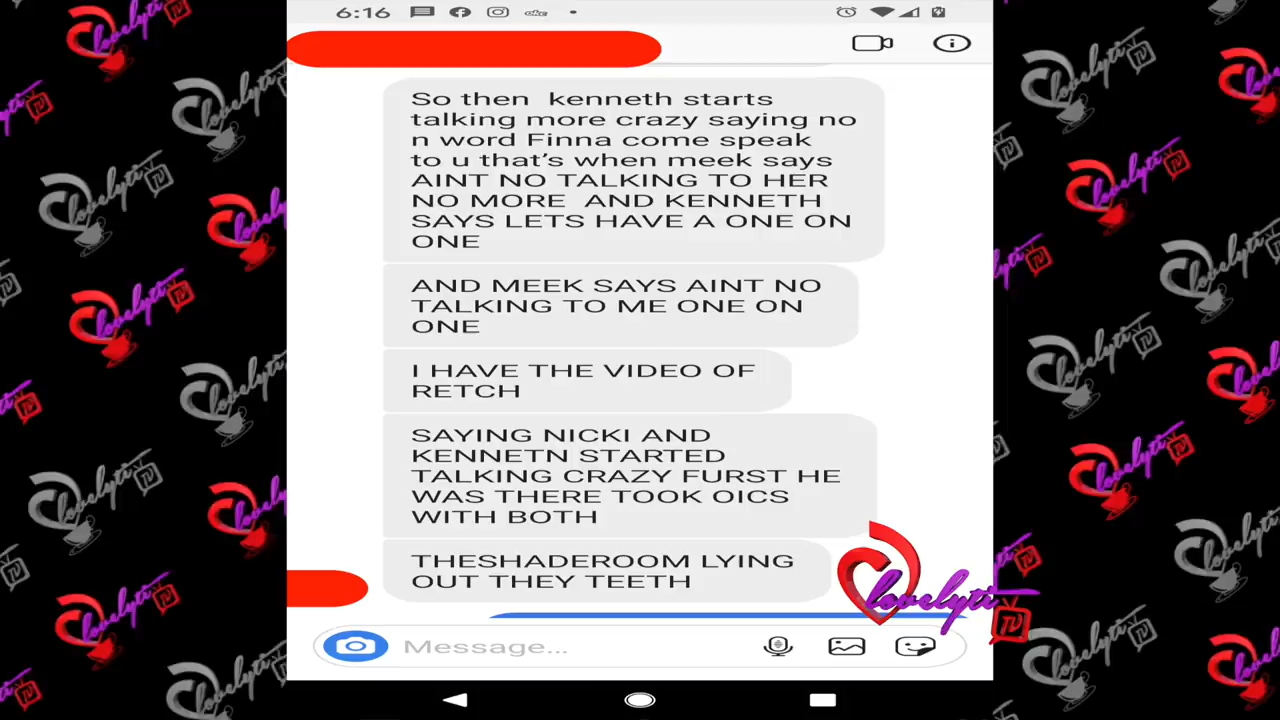 6:16
So then kenneth starts
talking more crazy saying no
n word Finna come speak
to u that's when meek says
AINT NO TALKING TO HER
NO MORE AND KENNETH
SAYS LETS HAVE A ONE ON
ONE
AND MEEK SAYS AINT NO
TALKING TO ME ONE ON
ONE
I HAVE THE VIDEO OF
RETCH
SAYING NICKI AND
KENNETN STARTED
TALKING CRAZY FURST HE
WAS THERE TOOK OICS
WITH BOTH
THESHADEROOM LYING
OUT THEY TEETH
lovelyti
TV
Message...